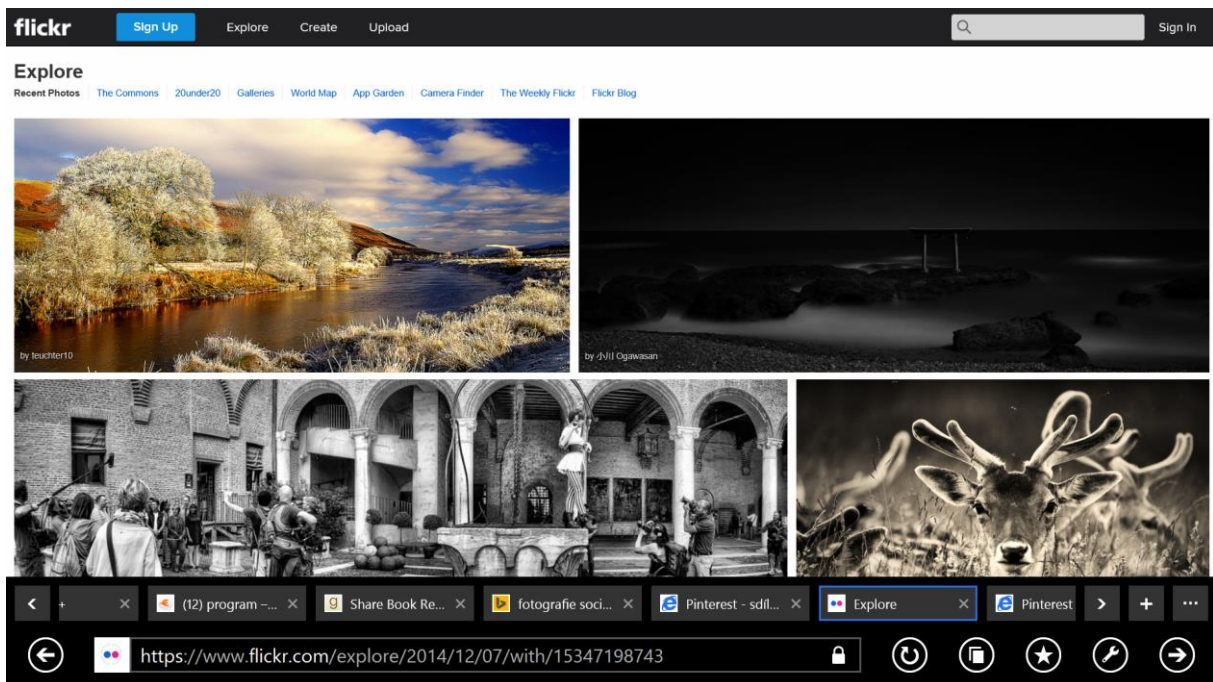 flickr Sign Up Explore Create Upload Sign In
Explore
Recent Photos The Commons 20under20 Galleries World Map App Garden Camera Finder The Weekly Flickr Flickr Blog
by teuchter10
by 小川 Ogawasan
+ (12) program –... g Share Book Re... fotografie soci... Pinterest - sdíl... Explore Pinterest
https://www.flickr.com/explore/2014/12/07/with/15347198743